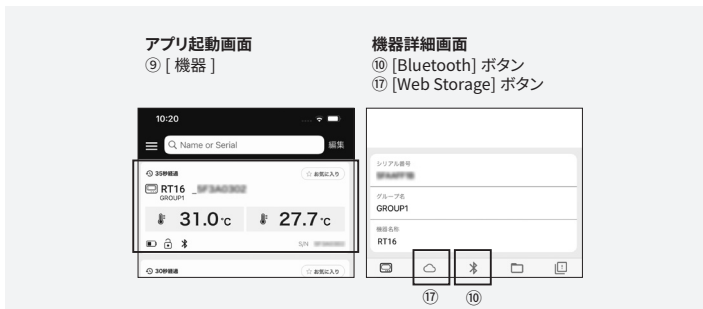 アプリ起動画面
⑨ [ 機器 ]
機器詳細画面
⑩ [Bluetooth] ボタン
⑰ [Web Storage] ボタン
10:20
Name or Serial
編集
35秒経過
☆ お気に入り
RT16
GROUP1
31.0 ℃
27.7 ℃
S/N
30秒経過
☆ お気に入り
シリアル番号
グループ名
GROUP1
機器名称
RT16
⑰
⑩